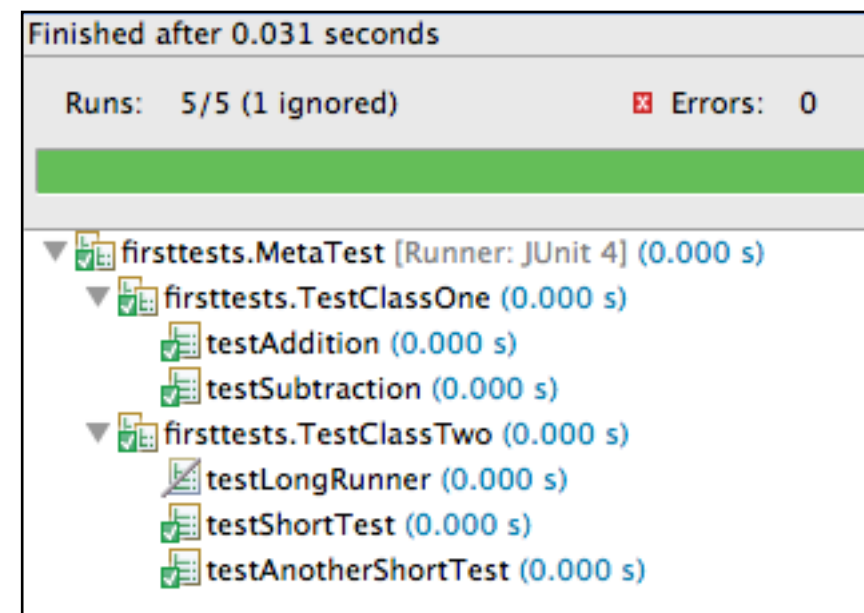 Finished after 0.031 seconds
Runs: 5/5 (1 ignored) Errors: 0
firsttests.MetaTest [Runner: JUnit 4] (0.000 s)
firsttests.TestClassOne (0.000 s)
testAddition (0.000 s)
testSubtraction (0.000 s)
firsttests.TestClassTwo (0.000 s)
testLongRunner (0.000 s)
testShortTest (0.000 s)
testAnotherShortTest (0.000 s)